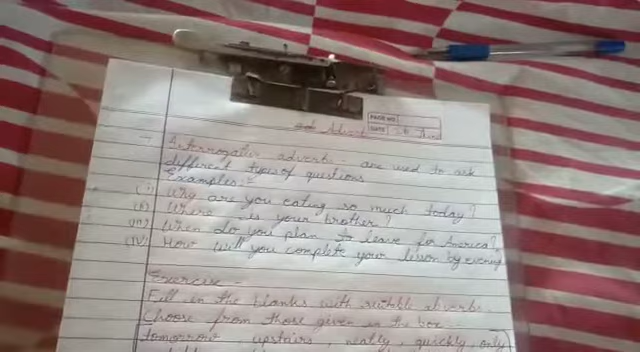 PAGE NO.
DATE
Adverb
Interrogative adverbs - are used to ask
different types of questions
Examples :-
(i) Why are you eating so much today?
(ii) Where is your brother?
(iii) When do you plan to leave for America?
(iv) How will you complete your lesson by evening
Exercise -
Fill in the blanks with suitable adverbs.
Choose from those given in the box.
tomorrow, upstairs, neatly, quickly, only